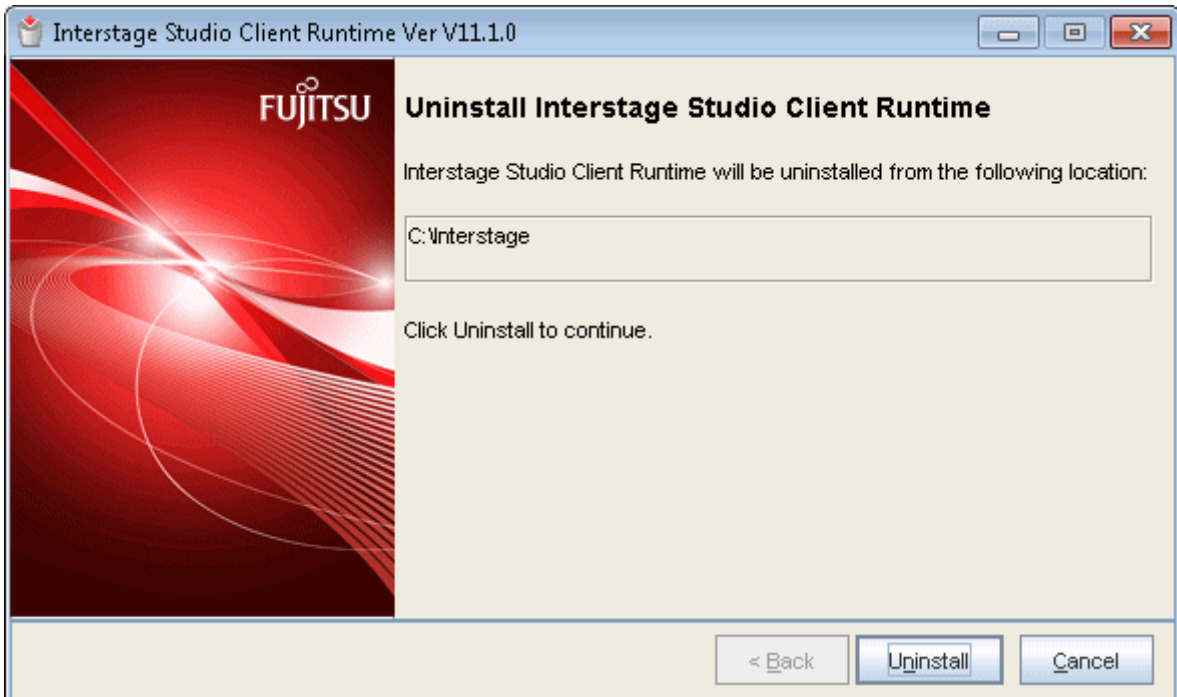 Interstage Studio Client Runtime Ver V11.1.0
FUJITSU
Uninstall Interstage Studio Client Runtime
Interstage Studio Client Runtime will be uninstalled from the following location:
C:\Interstage
Click Uninstall to continue.
< Back
Uninstall
Cancel